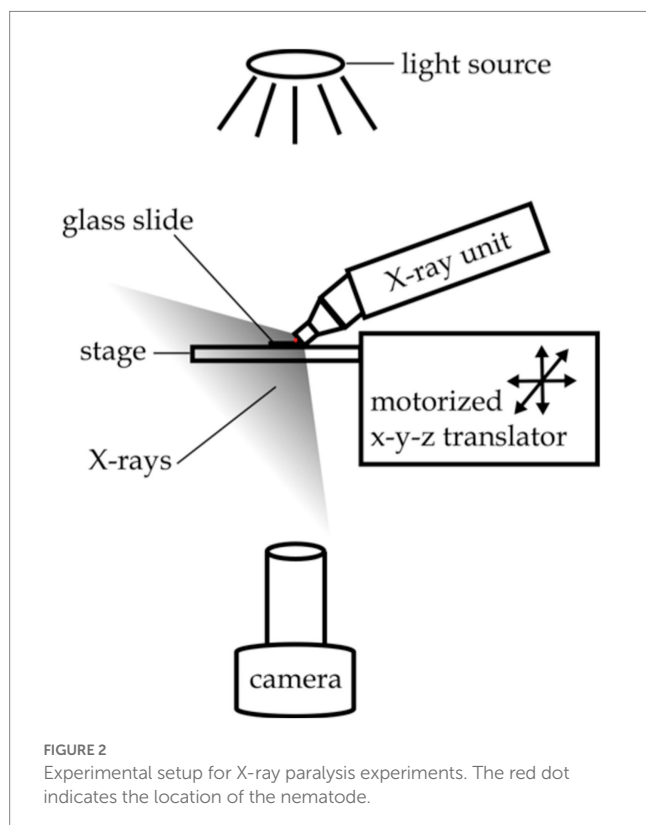 light source
glass slide
X-ray unit
stage
motorized
x-y-z translator
X-rays
camera
FIGURE 2
Experimental setup for X-ray paralysis experiments. The red dot
indicates the location of the nematode.